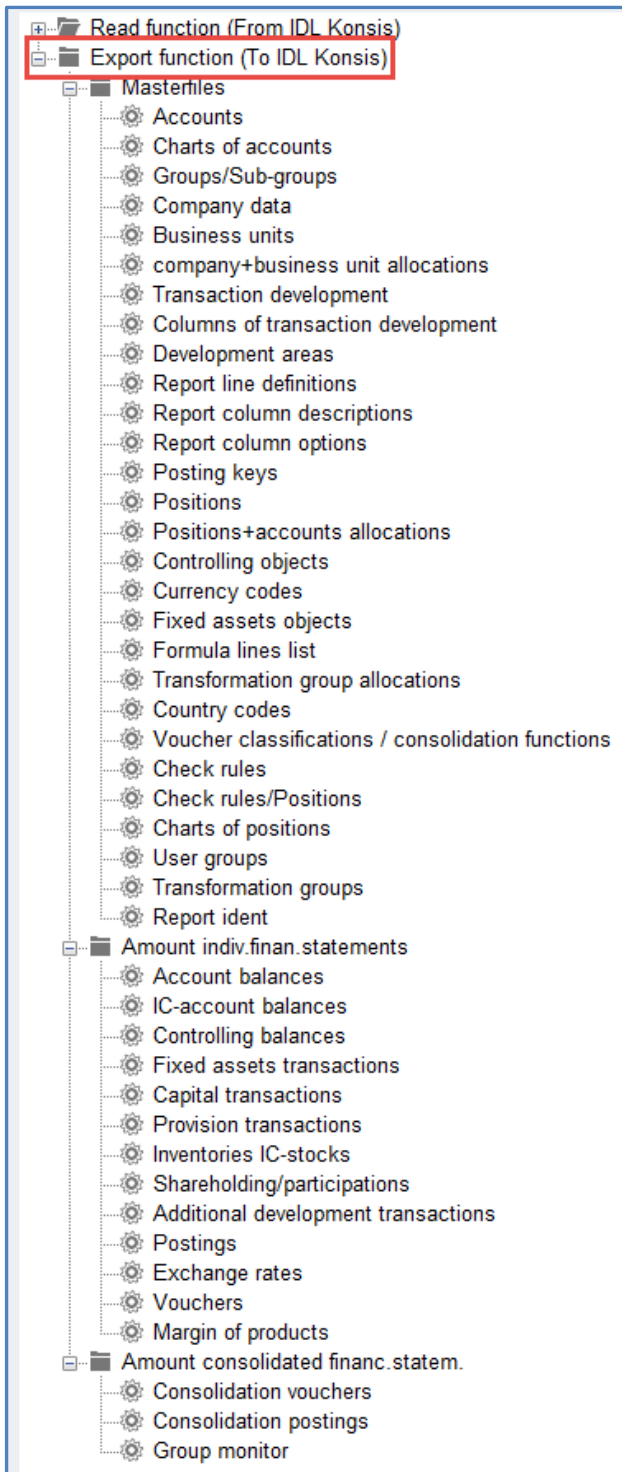 Read function (From IDL Konsis)
Export function (To IDL Konsis)
Masterfiles
Accounts
Charts of accounts
Groups/Sub-groups
Company data
Business units
company+business unit allocations
Transaction development
Columns of transaction development
Development areas
Report line definitions
Report column descriptions
Report column options
Posting keys
Positions
Positions+accounts allocations
Controlling objects
Currency codes
Fixed assets objects
Formula lines list
Transformation group allocations
Country codes
Voucher classifications / consolidation functions
Check rules
Check rules/Positions
Charts of positions
User groups
Transformation groups
Report ident
Amount indiv.finan.statements
Account balances
IC-account balances
Controlling balances
Fixed assets transactions
Capital transactions
Provision transactions
Inventories IC-stocks
Shareholding/participations
Additional development transactions
Postings
Exchange rates
Vouchers
Margin of products
Amount consolidated financ.statem.
Consolidation vouchers
Consolidation postings
Group monitor